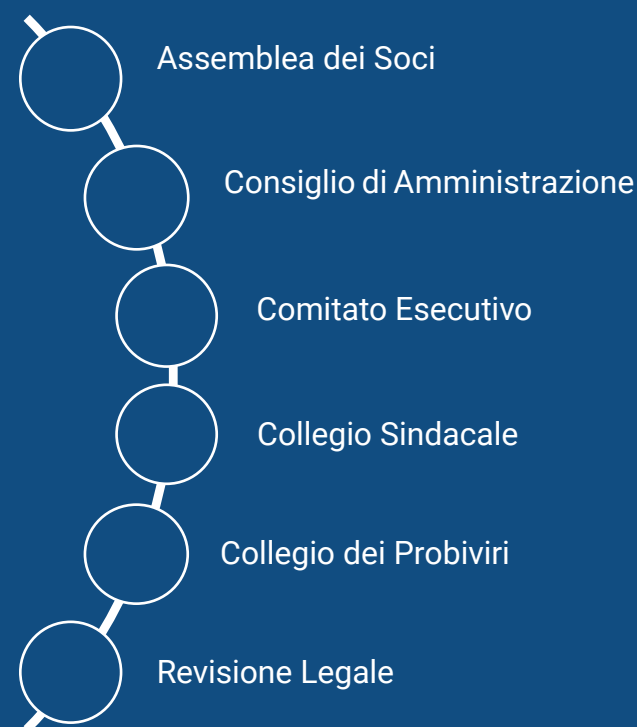 Assemblea dei Soci
Consiglio di Amministrazione
Comitato Esecutivo
Collegio Sindacale
Collegio dei Probiviri
Revisione Legale